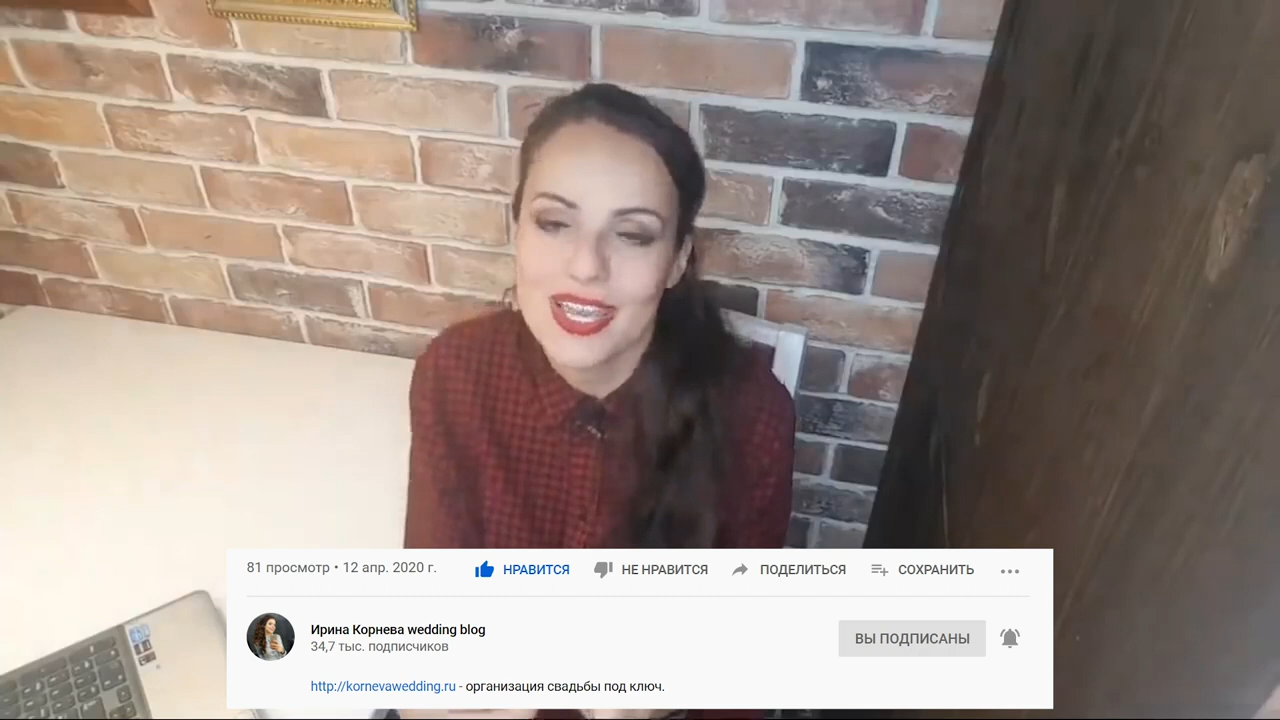 81 просмотр • 12 апр. 2020 г. НРАВИТСЯ НЕ НРАВИТСЯ ПОДЕЛИТЬСЯ СОХРАНИТЬ
Ирина Корнева wedding blog
34,7 тыс. подписчиков
ВЫ ПОДПИСАНЫ
http://kornevawedding.ru - организация свадьбы под ключ.